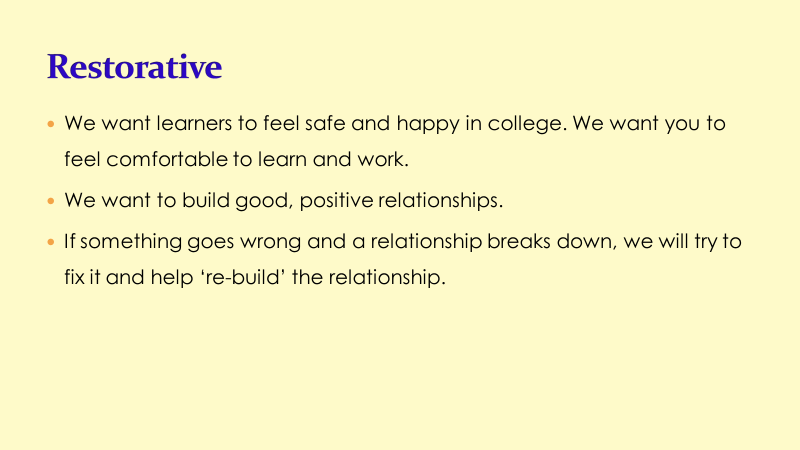 Restorative
• We want learners to feel safe and happy in college. We want you to
feel comfortable to learn and work.
• We want to build good, positive relationships.
• If something goes wrong and a relationship breaks down, we will try to
fix it and help ‘re-build’ the relationship.